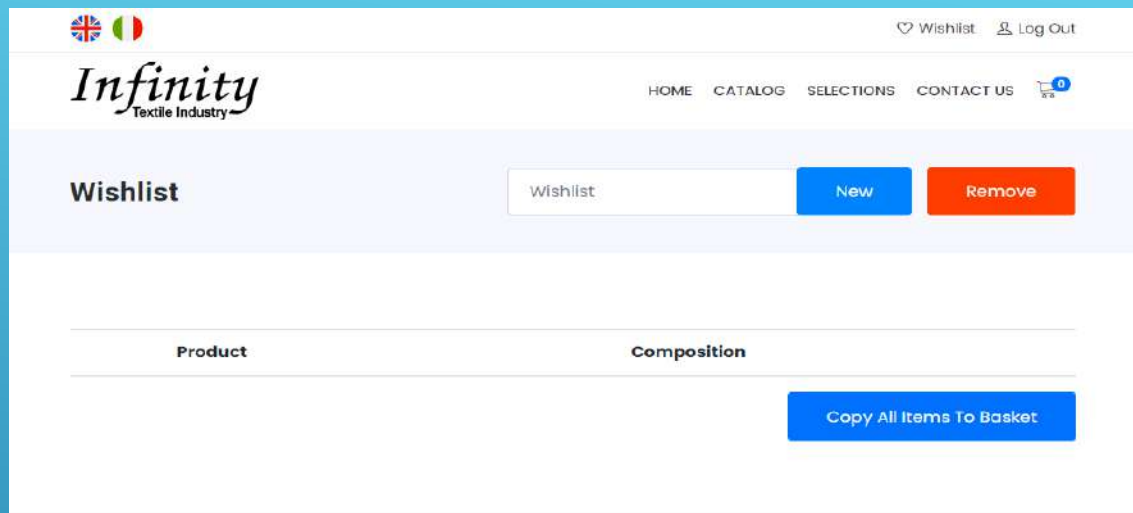 Wishlist Log Out
Infinity
Textile Industry
HOME CATALOG SELECTIONS CONTACT US 0
Wishlist
Wishlist New Remove
Product Composition
Copy All Items To Basket